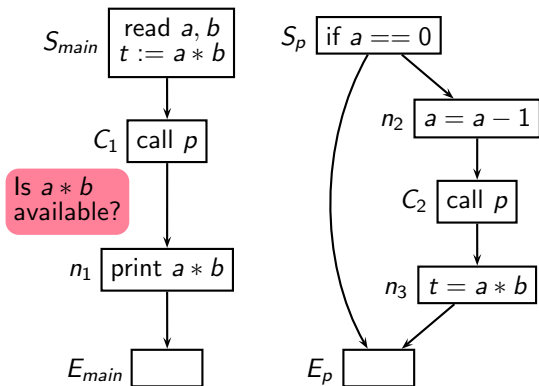 S_main
read a, b
t := a ∗ b
C_1
call p
Is a ∗ b
available?
n_1
print a ∗ b
E_main
S_p
if a == 0
n_2
a = a − 1
C_2
call p
n_3
t = a ∗ b
E_p